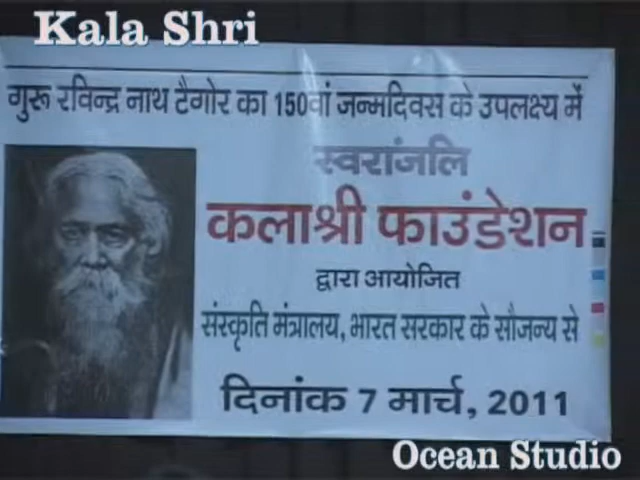 Kala Shri
गुरू रविन्द्र नाथ टैगोर का 150वां जन्मदिवस के उपलक्ष्य में
स्वरांजलि
कलाश्री फाउंडेशन
द्वारा आयोजित
संस्कृति मंत्रालय, भारत सरकार के सौजन्य से
दिनांक 7 मार्च, 2011
Ocean Studio